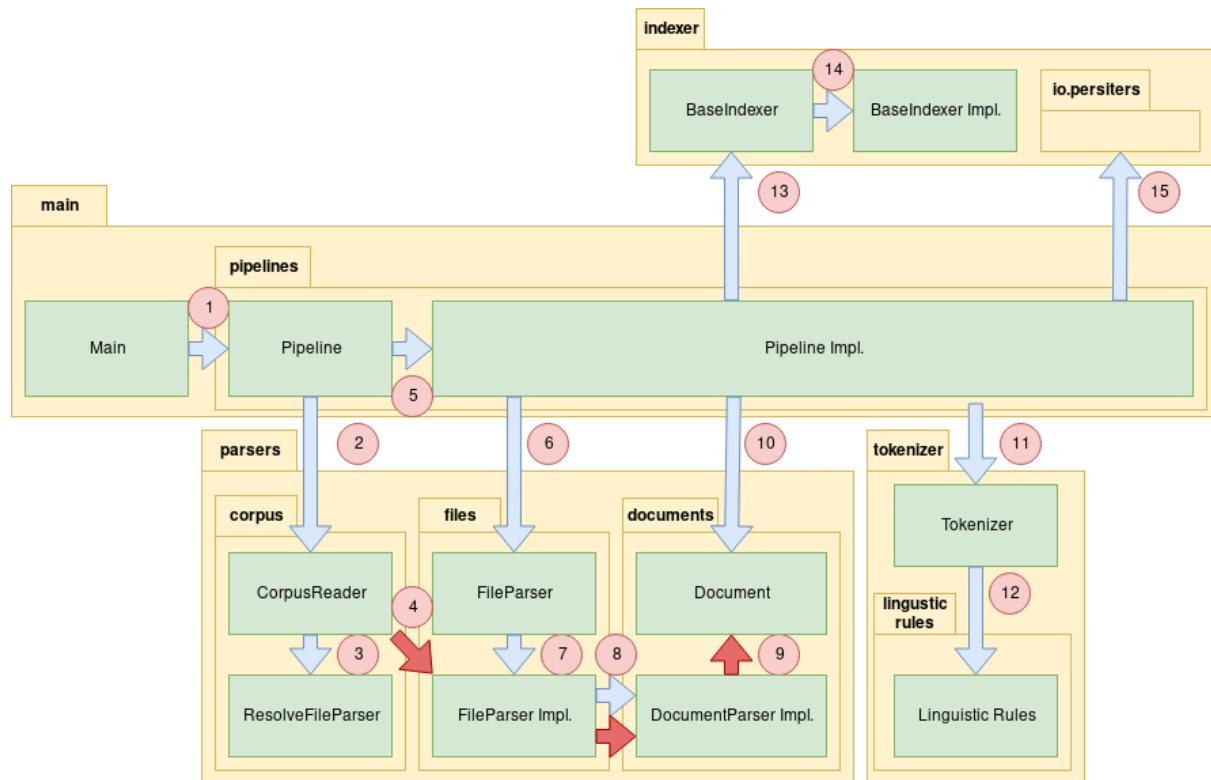 indexer
14
io.persiters
BaseIndexer
BaseIndexer Impl.
13
15
main
pipelines
1
Main
Pipeline
Pipeline Impl.
5
2
6
10
11
parsers
tokenizer
corpus
files
documents
Tokenizer
CorpusReader
4
FileParser
Document
12
lingustic
rules
3
7
8
9
ResolveFileParser
FileParser Impl.
DocumentParser Impl.
Linguistic Rules